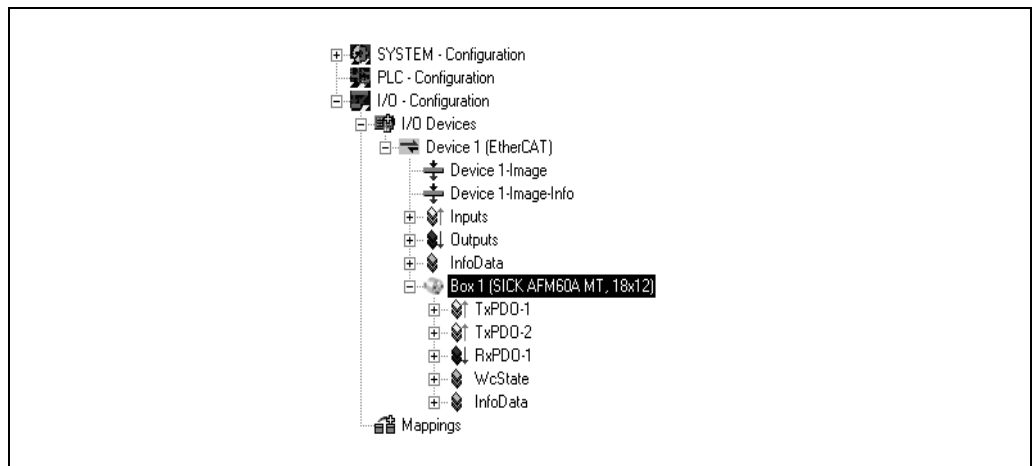 SYSTEM - Configuration
PLC - Configuration
I/O - Configuration
I/O Devices
Device 1 (EtherCAT)
Device 1-Image
Device 1-Image-Info
Inputs
Outputs
InfoData
Box 1 (SICK AFM60A MT, 18x12)
TxPDO-1
TxPDO-2
RxPDO-1
WcState
InfoData
Mappings